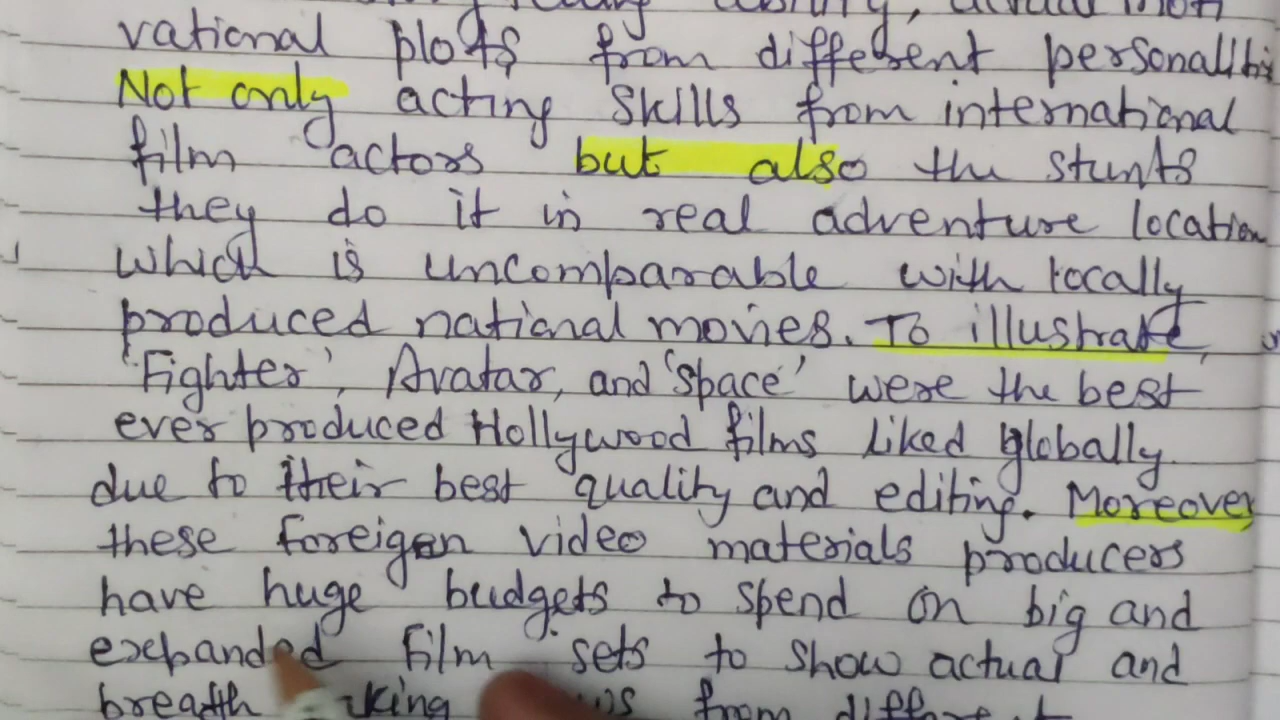 vational plots from different
Not only acting skills from international
film actors but also the stunts
they do it in real adventure location
which is uncomparable with locally
produced national movies. To illustrate,
'Fighter', Avatar, and 'space' were the best
ever produced Hollywood films liked globally
due to their best quality and editing. Moreover
these foreign video materials producers
have huge budgets to spend on big and
expanded film sets to show actual and
from